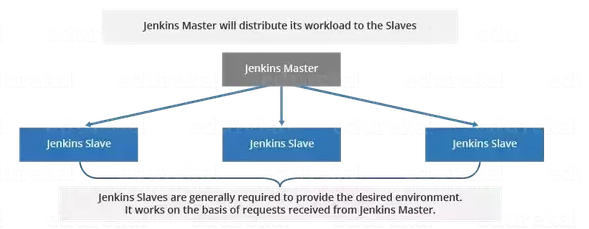 Jenkins Master will distribute its workload to the Slaves
Jenkins Master
Jenkins Slave
Jenkins Slave
Jenkins Slave
Jenkins Slaves are generally required to provide the desired environment.
It works on the basis of requests received from Jenkins Master.